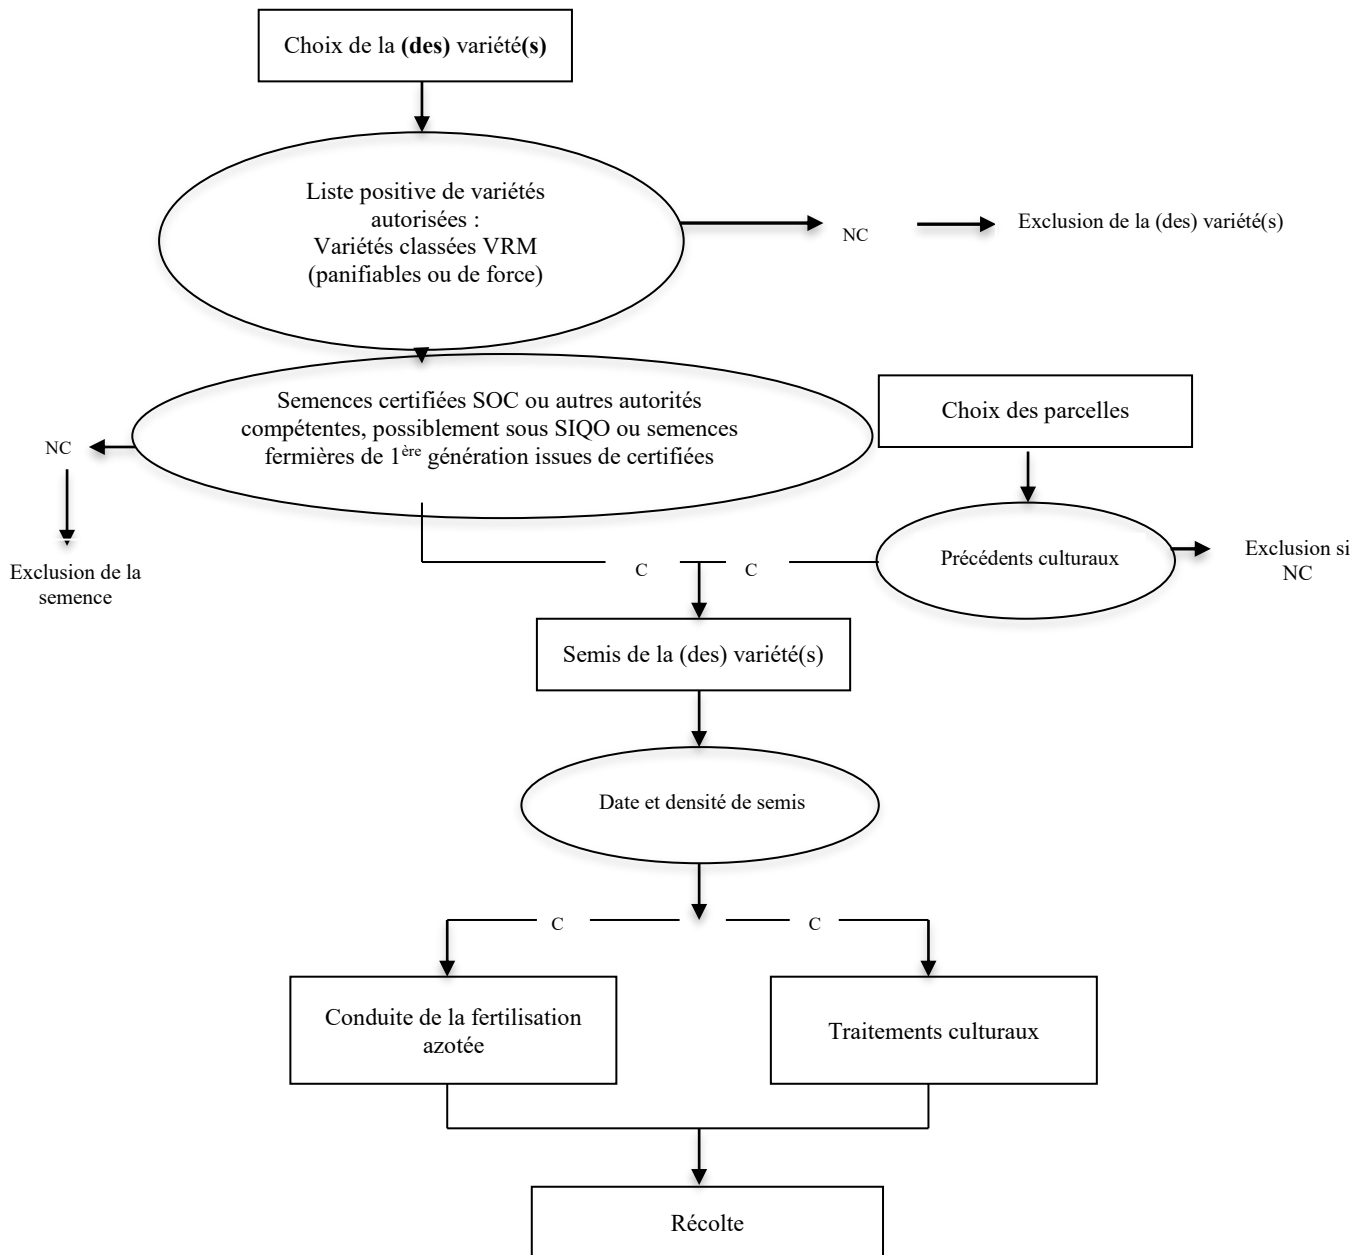 Choix de la (des) variété(s)
Liste positive de variétés
autorisées :
Variétés classées VRM
(panifiables ou de force)
NC
Exclusion de la (des) variété(s)
Semences certifiées SOC ou autres autorités
compétentes, possiblement sous SIQO ou semences
fermières de 1ère génération issues de certifiées
NC
Exclusion de la
semence
Choix des parcelles
Précédents culturaux
Exclusion si
NC
C
C
Semis de la (des) variété(s)
Date et densité de semis
C
C
Conduite de la fertilisation
azotée
Traitements culturaux
Récolte